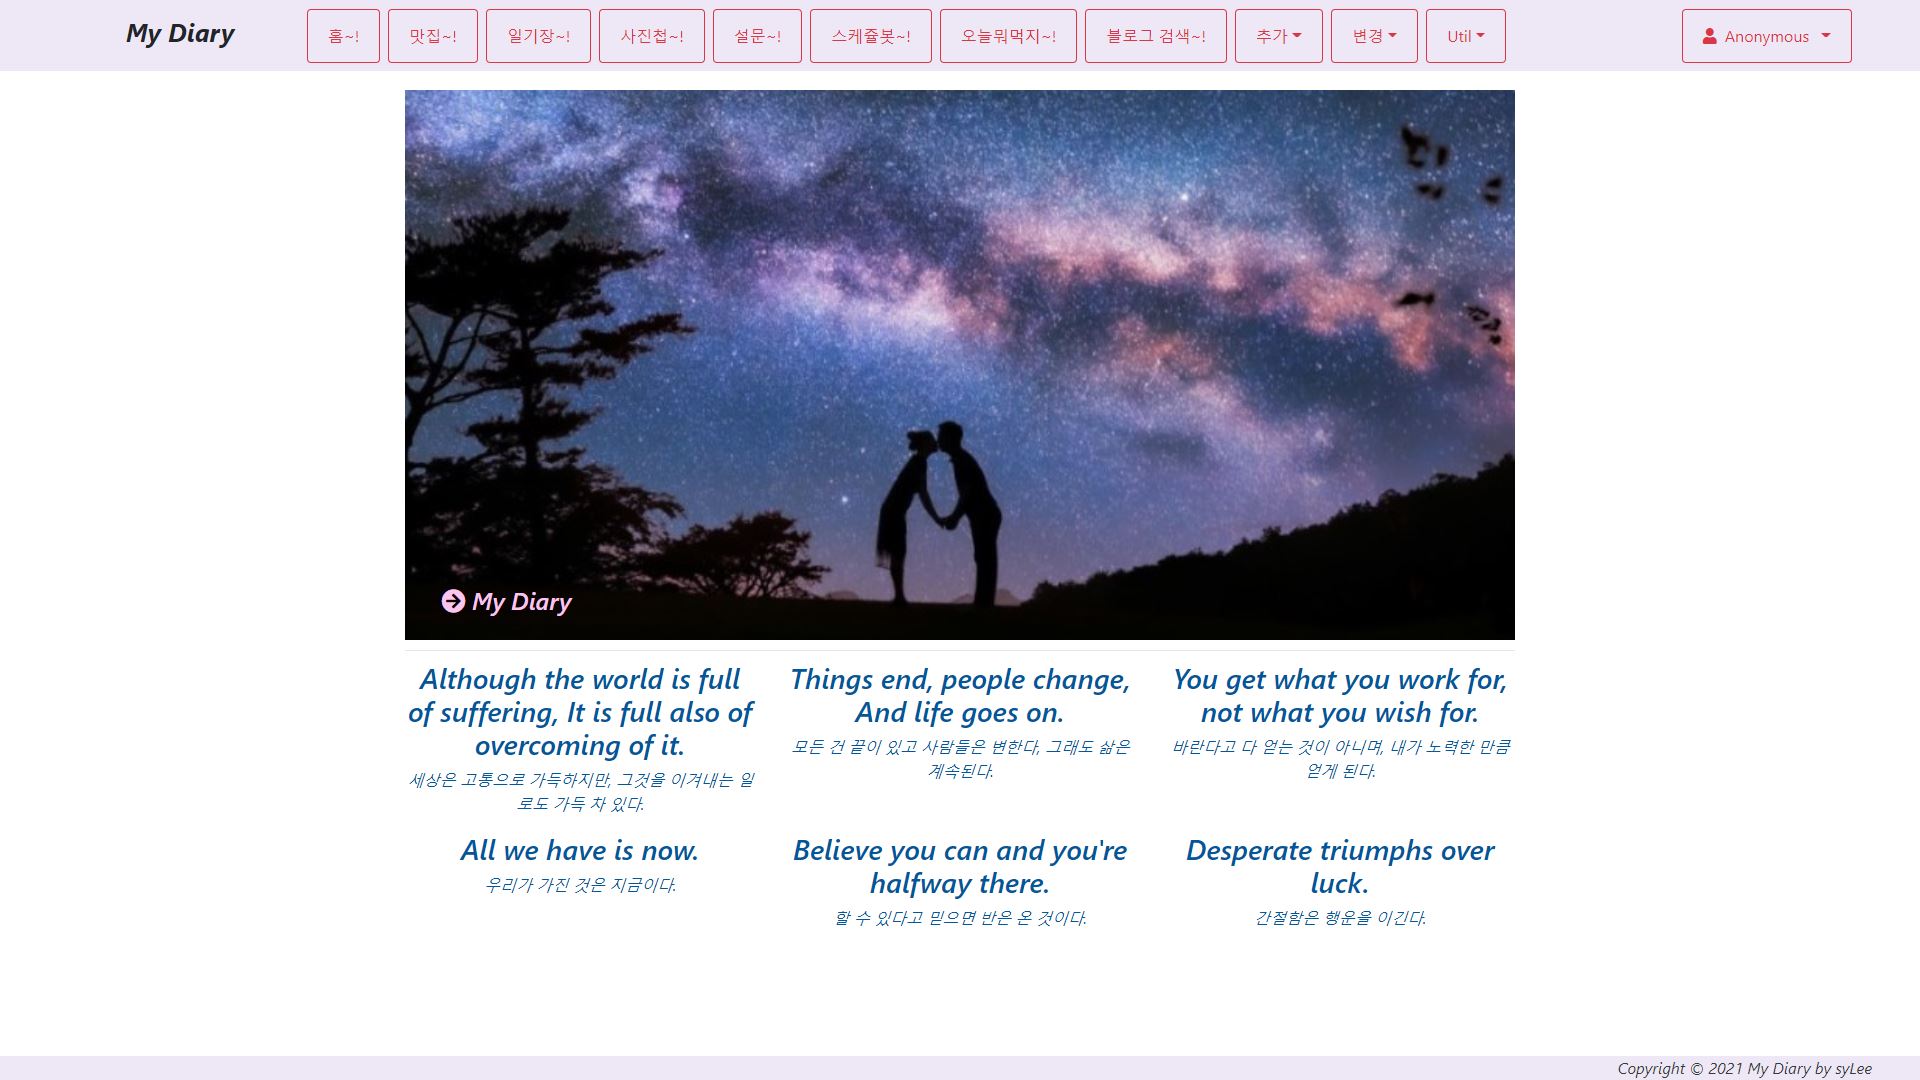 My Diary
홈~!
맛집~!
일기장~!
사진첩~!
설문~!
스케쥴봇~!
오늘뭐먹지~!
블로그 검색~!
추가
변경
Util
Anonymous
My Diary
Although the world is full
of suffering, It is full also of
overcoming of it.
세상은 고통으로 가득하지만, 그것을 이겨내는 일
로도 가득 차 있다.
Things end, people change,
And life goes on.
모든 건 끝이 있고 사람들은 변한다, 그래도 삶은
계속된다.
You get what you work for,
not what you wish for.
바란다고 다 얻는 것이 아니며, 내가 노력한 만큼
얻게 된다.
All we have is now.
우리가 가진 것은 지금이다.
Believe you can and you're
halfway there.
할 수 있다고 믿으면 반은 온 것이다.
Desperate triumphs over
luck.
간절함은 행운을 이긴다.
Copyright © 2021 My Diary by syLee